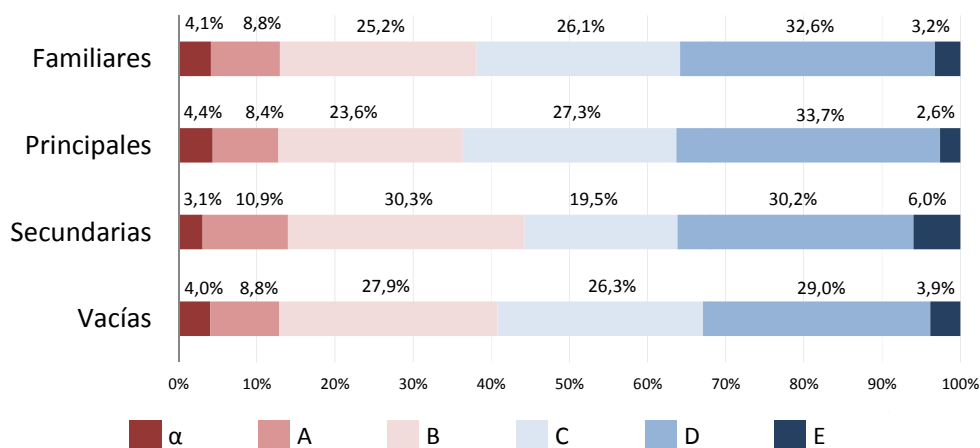 4,1% 8,8% 25,2% 26,1% 32,6% 3,2%
Familiares
4,4% 8,4% 23,6% 27,3% 33,7% 2,6%
Principales
3,1% 10,9% 30,3% 19,5% 30,2% 6,0%
Secundarias
4,0% 8,8% 27,9% 26,3% 29,0% 3,9%
Vacías
0% 10% 20% 30% 40% 50% 60% 70% 80% 90% 100%
α A B C D E